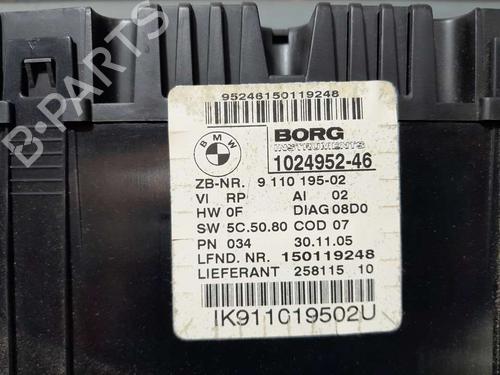 95246150119248
BMW
BORG
INSTRUMENTS
1024952-46
ZB-NR. 9 110 195-02
VI RP AI 02
HW 0F DIAG 08D0
SW 5C.50.80 COD 07
PN 034 30.11.05
LFND. NR. 150119248
LIEFERANT 258115 10
IK911019502U
B-Parts